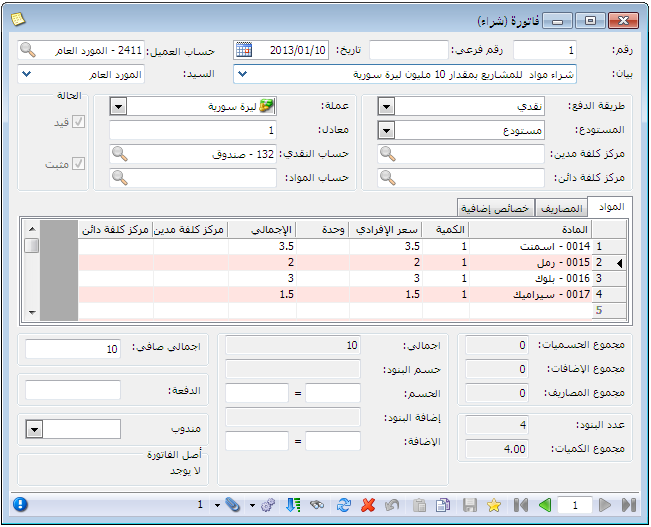 فاتورة (شراء)
رقم: 1 رقم فرعي: تاريخ: 2013/01/10 حساب العميل: 2411 - المورد العام
بيان: شراء مواد للمشاريع بمقدار 10 مليون ليرة سورية السيد: المورد العام
طريقة الدفع: نقدي عملة: ليرة سورية الحالة
المستودع: مستودع معادل: 1 قيد
مركز كلفة مدين: حساب النقدي: 132 - صندوق مثبت
مركز كلفة دائن: حساب المواد:
المواد المصاريف خصائص إضافية
المادة الكمية سعر الإفرادي وحدة الإجمالي مركز كلفة مدين مركز كلفة دائن
1 0014 - اسمنت 1 3.5 3.5
2 0015 - رمل 1 2 2
3 0016 - بلوك 1 3 3
4 0017 - سيراميك 1 1.5 1.5
5
مجموع الحسميات: 0 اجمالي: 10 اجمالي صافي: 10
مجموع الإضافات: 0 حسم البنود:
مجموع المصاريف: 0 الحسم: = الدفعة:
عدد البنود: 4 إضافة البنود: مندوب
مجموع الكميات: 4.00 الإضافة: = أصل الفاتورة
لا يوجد
1 1